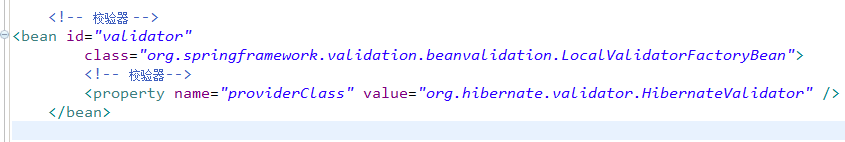 <!-- 校验器 -->
<bean id="validator"
class="org.springframework.validation.beanvalidation.LocalValidatorFactoryBean">
<!-- 校验器-->
<property name="providerClass" value="org.hibernate.validator.HibernateValidator" />
</bean>